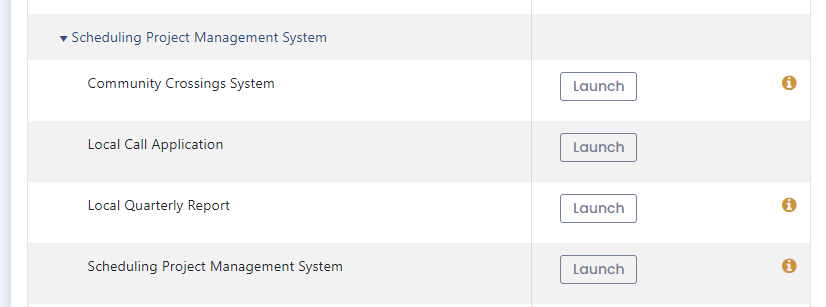 Scheduling Project Management System
Community Crossings System Launch
Local Call Application Launch
Local Quarterly Report Launch
Scheduling Project Management System Launch